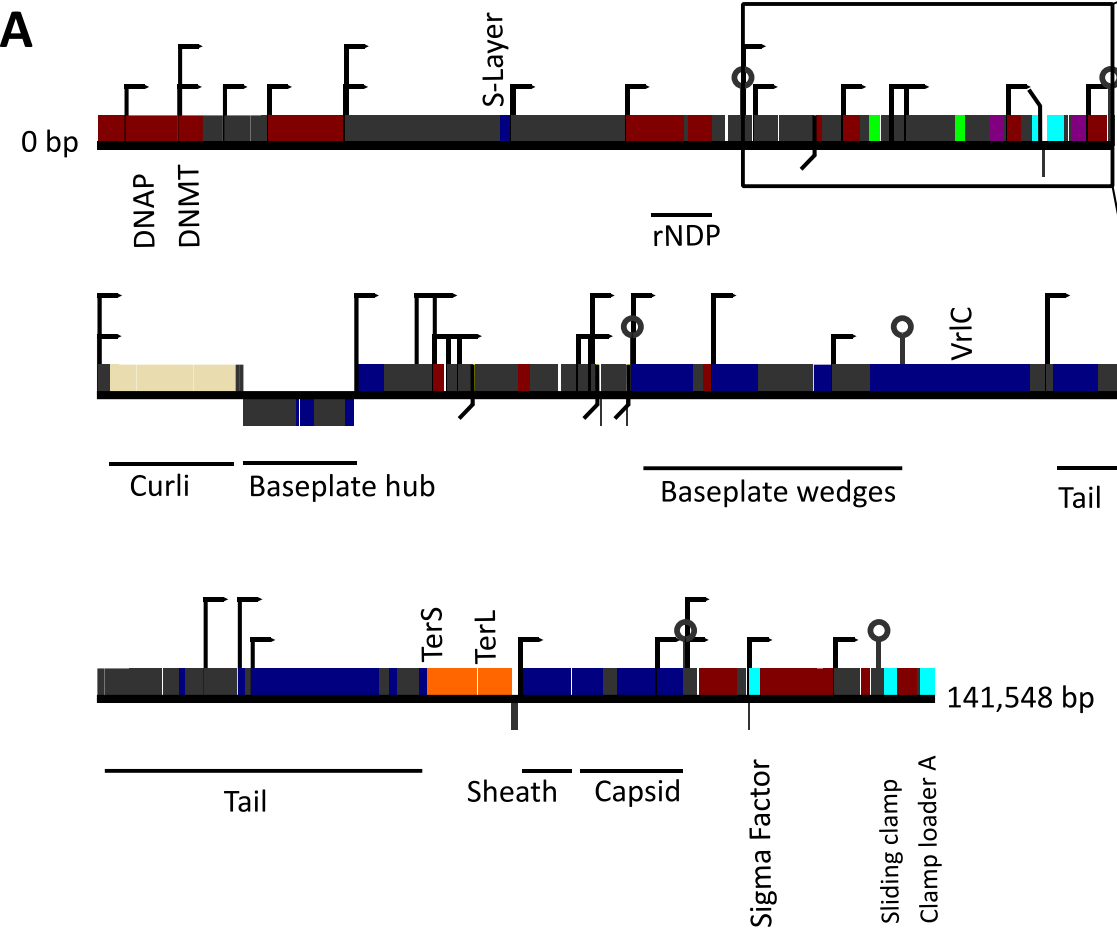 A
S-Layer
0 bp
DNAP
DNMT
rNDP
VrlC
Curli
Baseplate hub
Baseplate wedges
Tail
TerS
TerL
141,548 bp
Tail
Sheath
Capsid
Sigma Factor
Sliding clamp
Clamp loader A